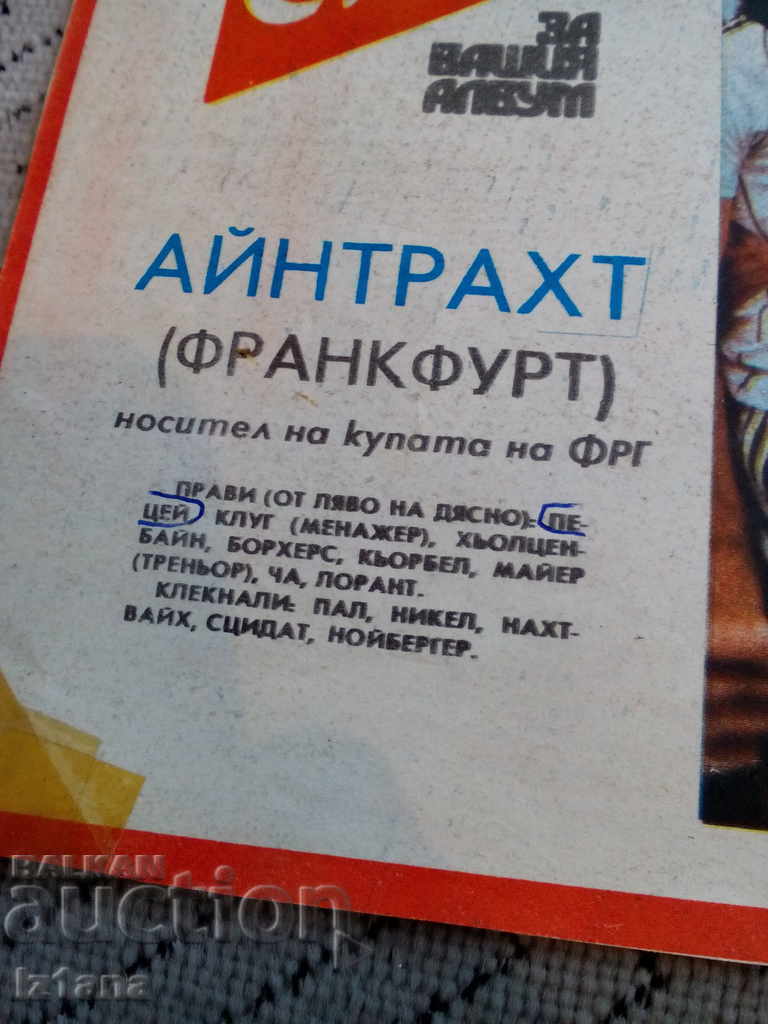 ЗА
ВАШИЯ
АЛБУМ
АЙНТРАХТ
(ФРАНКФУРТ)
носител на купата на ФРГ
ПРАВИ (ОТ ЛЯВО НА ДЯСНО): ПЕ-
ЦЕЙ, КЛУГ (МЕНАЖЕР), ХЬОЛЦЕН-
БАЙН, БОРХЕРС, КЬОРБЕЛ, МАЙЕР
(ТРЕНЬОР), ЧА, ЛОРАНТ.
КЛЕКНАЛИ: ПАЛ, НИКЕЛ, НАХТ-
ВАЙХ, СЦИДАТ, НОЙБЕРГЕР.
BALKAN
auction
Iz1ana